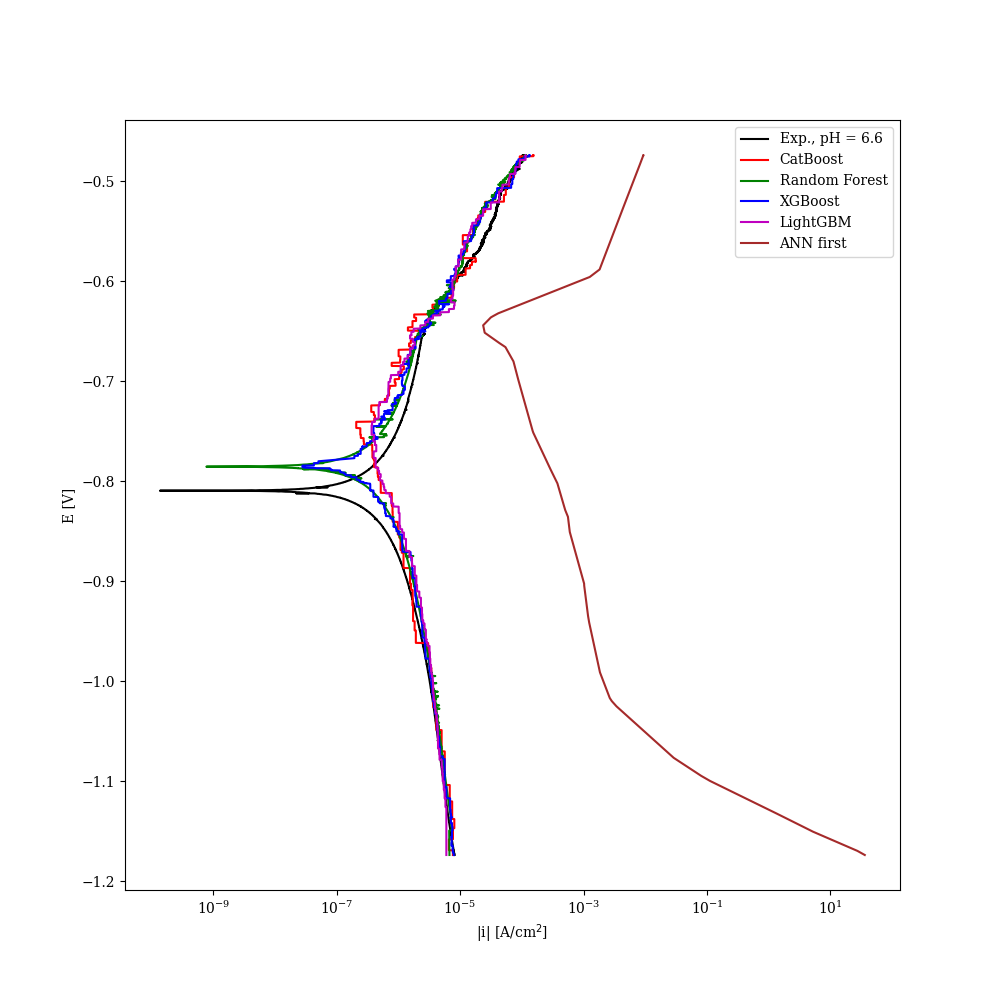 Exp., pH = 6.6
CatBoost
Random Forest
XGBoost
LightGBM
ANN first
−0.5
−0.6
−0.7
−0.8
−0.9
−1.0
−1.1
−1.2
E [V]
10⁻⁹ 10⁻⁷ 10⁻⁵ 10⁻³ 10⁻¹ 10¹
|i| [A/cm²]